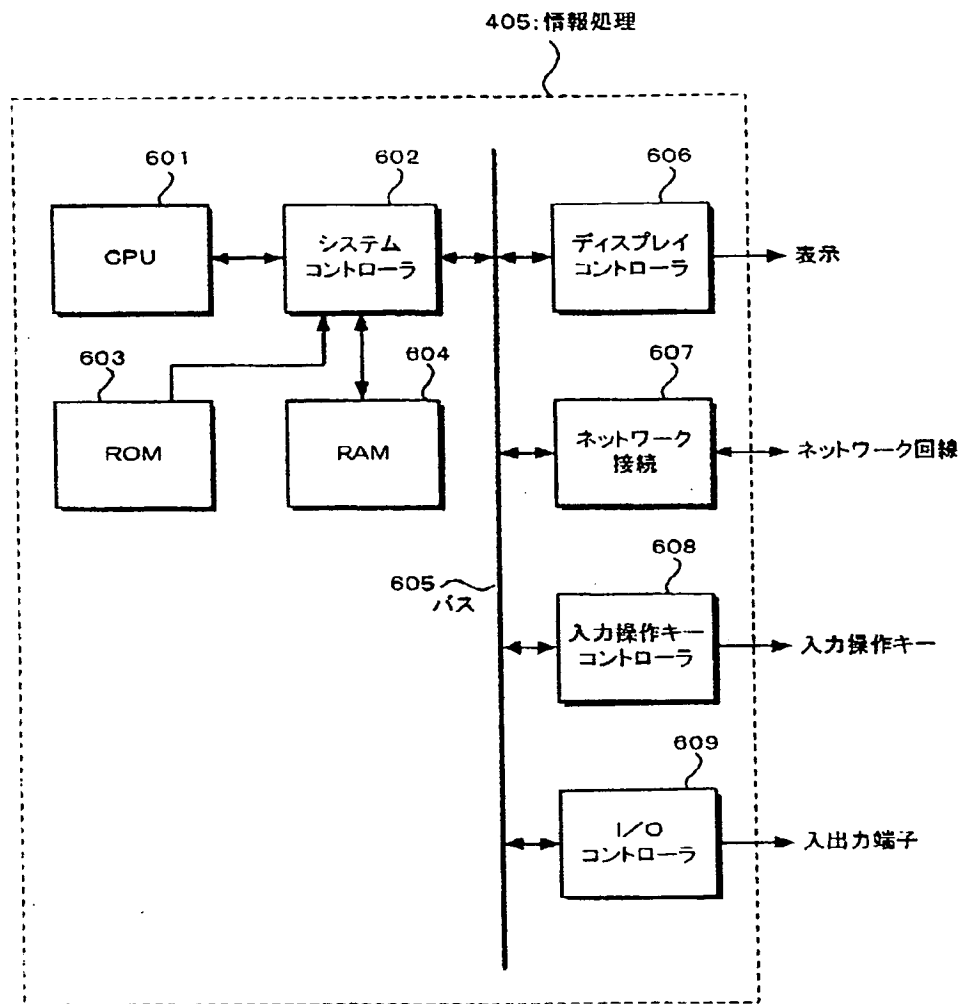 405:情報処理
601
602
606
CPU
システム
コントローラ
ディスプレイ
コントローラ
表示
603
604
607
ROM
RAM
ネットワーク
接続
ネットワーク回線
605
バス
608
入力操作キー
コントローラ
入力操作キー
609
I/O
コントローラ
入出力端子